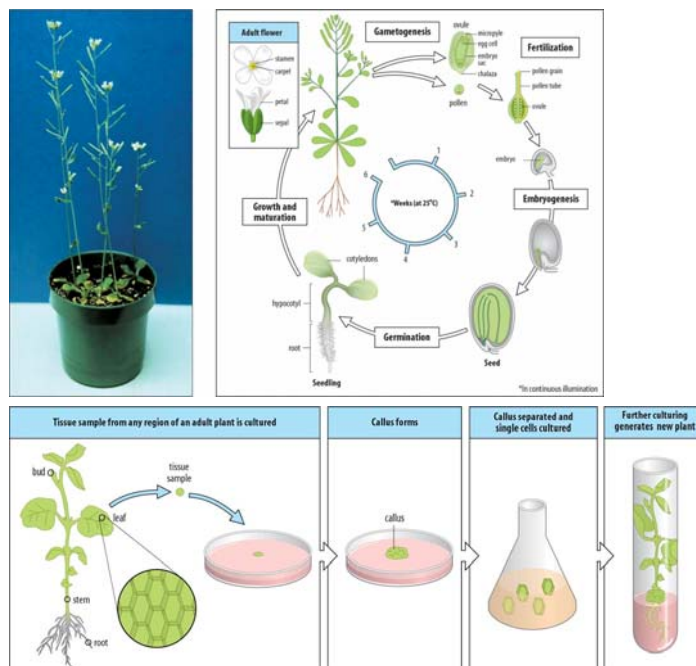 Adult flower
stamen
carpel
petal
sepal
Gametogenesis
ovule
micropyle
egg cell
embryo
sac
chalaza
pollen
Fertilization
pollen grain
pollen tube
ovule
embryo
Embryogenesis
1
2
3
4
5
6
*Weeks (at 25°C)
Growth and
maturation
cotyledons
hypocotyl
root
Seedling
Germination
Seed
*In continuous illumination
Tissue sample from any region of an adult plant is cultured
bud
tissue
sample
leaf
stem
root
Callus forms
callus
Callus separated and
single cells cultured
Further culturing
generates new plant